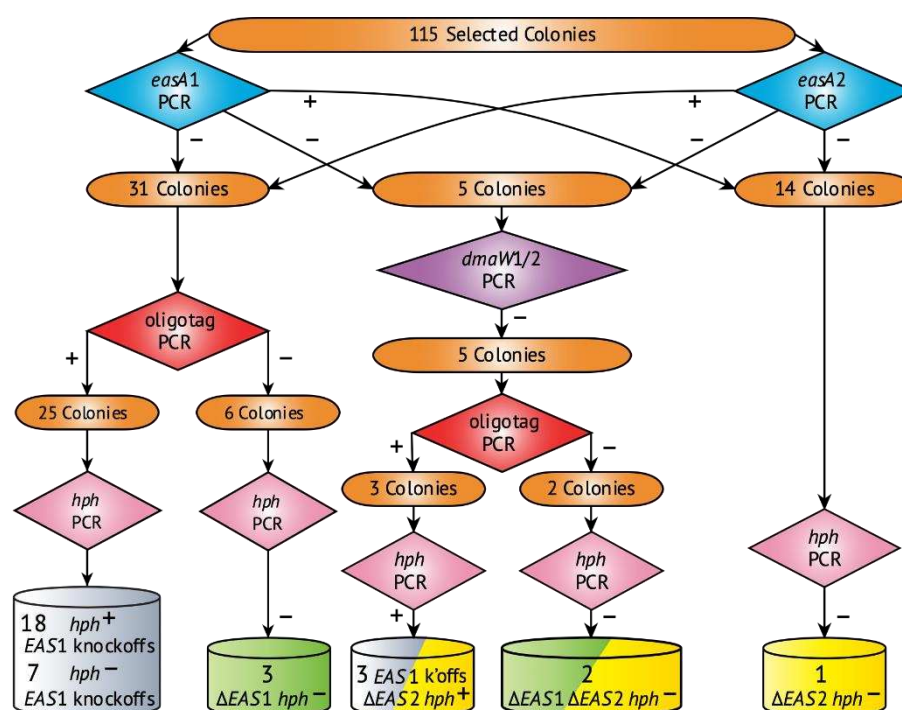 115 Selected Colonies
easA1
PCR
easA2
PCR
+
+
−
−
−
−
31 Colonies
5 Colonies
14 Colonies
dmaW1/2
PCR
−
oligotag
PCR
+
−
5 Colonies
25 Colonies
6 Colonies
oligotag
PCR
+
−
3 Colonies
2 Colonies
hph
PCR
hph
PCR
hph
PCR
hph
PCR
hph
PCR
−
+
−
−
18 hph+
EAS1 knockoffs
7 hph−
EAS1 knockoffs
3
ΔEAS1 hph−
3 EAS1 k'offs
ΔEAS2 hph+
2
ΔEAS1 ΔEAS2 hph−
1
ΔEAS2 hph−